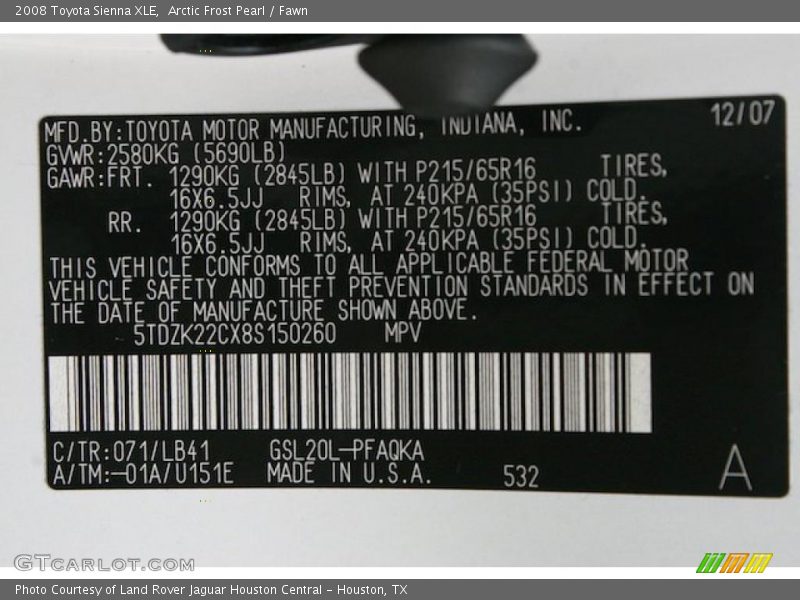 2008 Toyota Sienna XLE,  Arctic Frost Pearl / Fawn
12/07
MFD.BY:TOYOTA MOTOR MANUFACTURING, INDIANA, INC.
GVWR:2580KG (5690LB)
GAWR:FRT. 1290KG (2845LB) WITH P215/65R16 TIRES,
16X6.5JJ RIMS, AT 240KPA (35PSI) COLD.
RR. 1290KG (2845LB) WITH P215/65R16 TIRES,
16X6.5JJ RIMS, AT 240KPA (35PSI) COLD.
THIS VEHICLE CONFORMS TO ALL APPLICABLE FEDERAL MOTOR
VEHICLE SAFETY AND THEFT PREVENTION STANDARDS IN EFFECT ON
THE DATE OF MANUFACTURE SHOWN ABOVE.
5TDZK22CX8S150260 MPV
C/TR:071/LB41 GSL20L-PFAQKA
A/TM:-01A/U151E MADE IN U.S.A. 532 A
GTCARLOT.COM
Photo Courtesy of Land Rover Jaguar Houston Central - Houston, TX